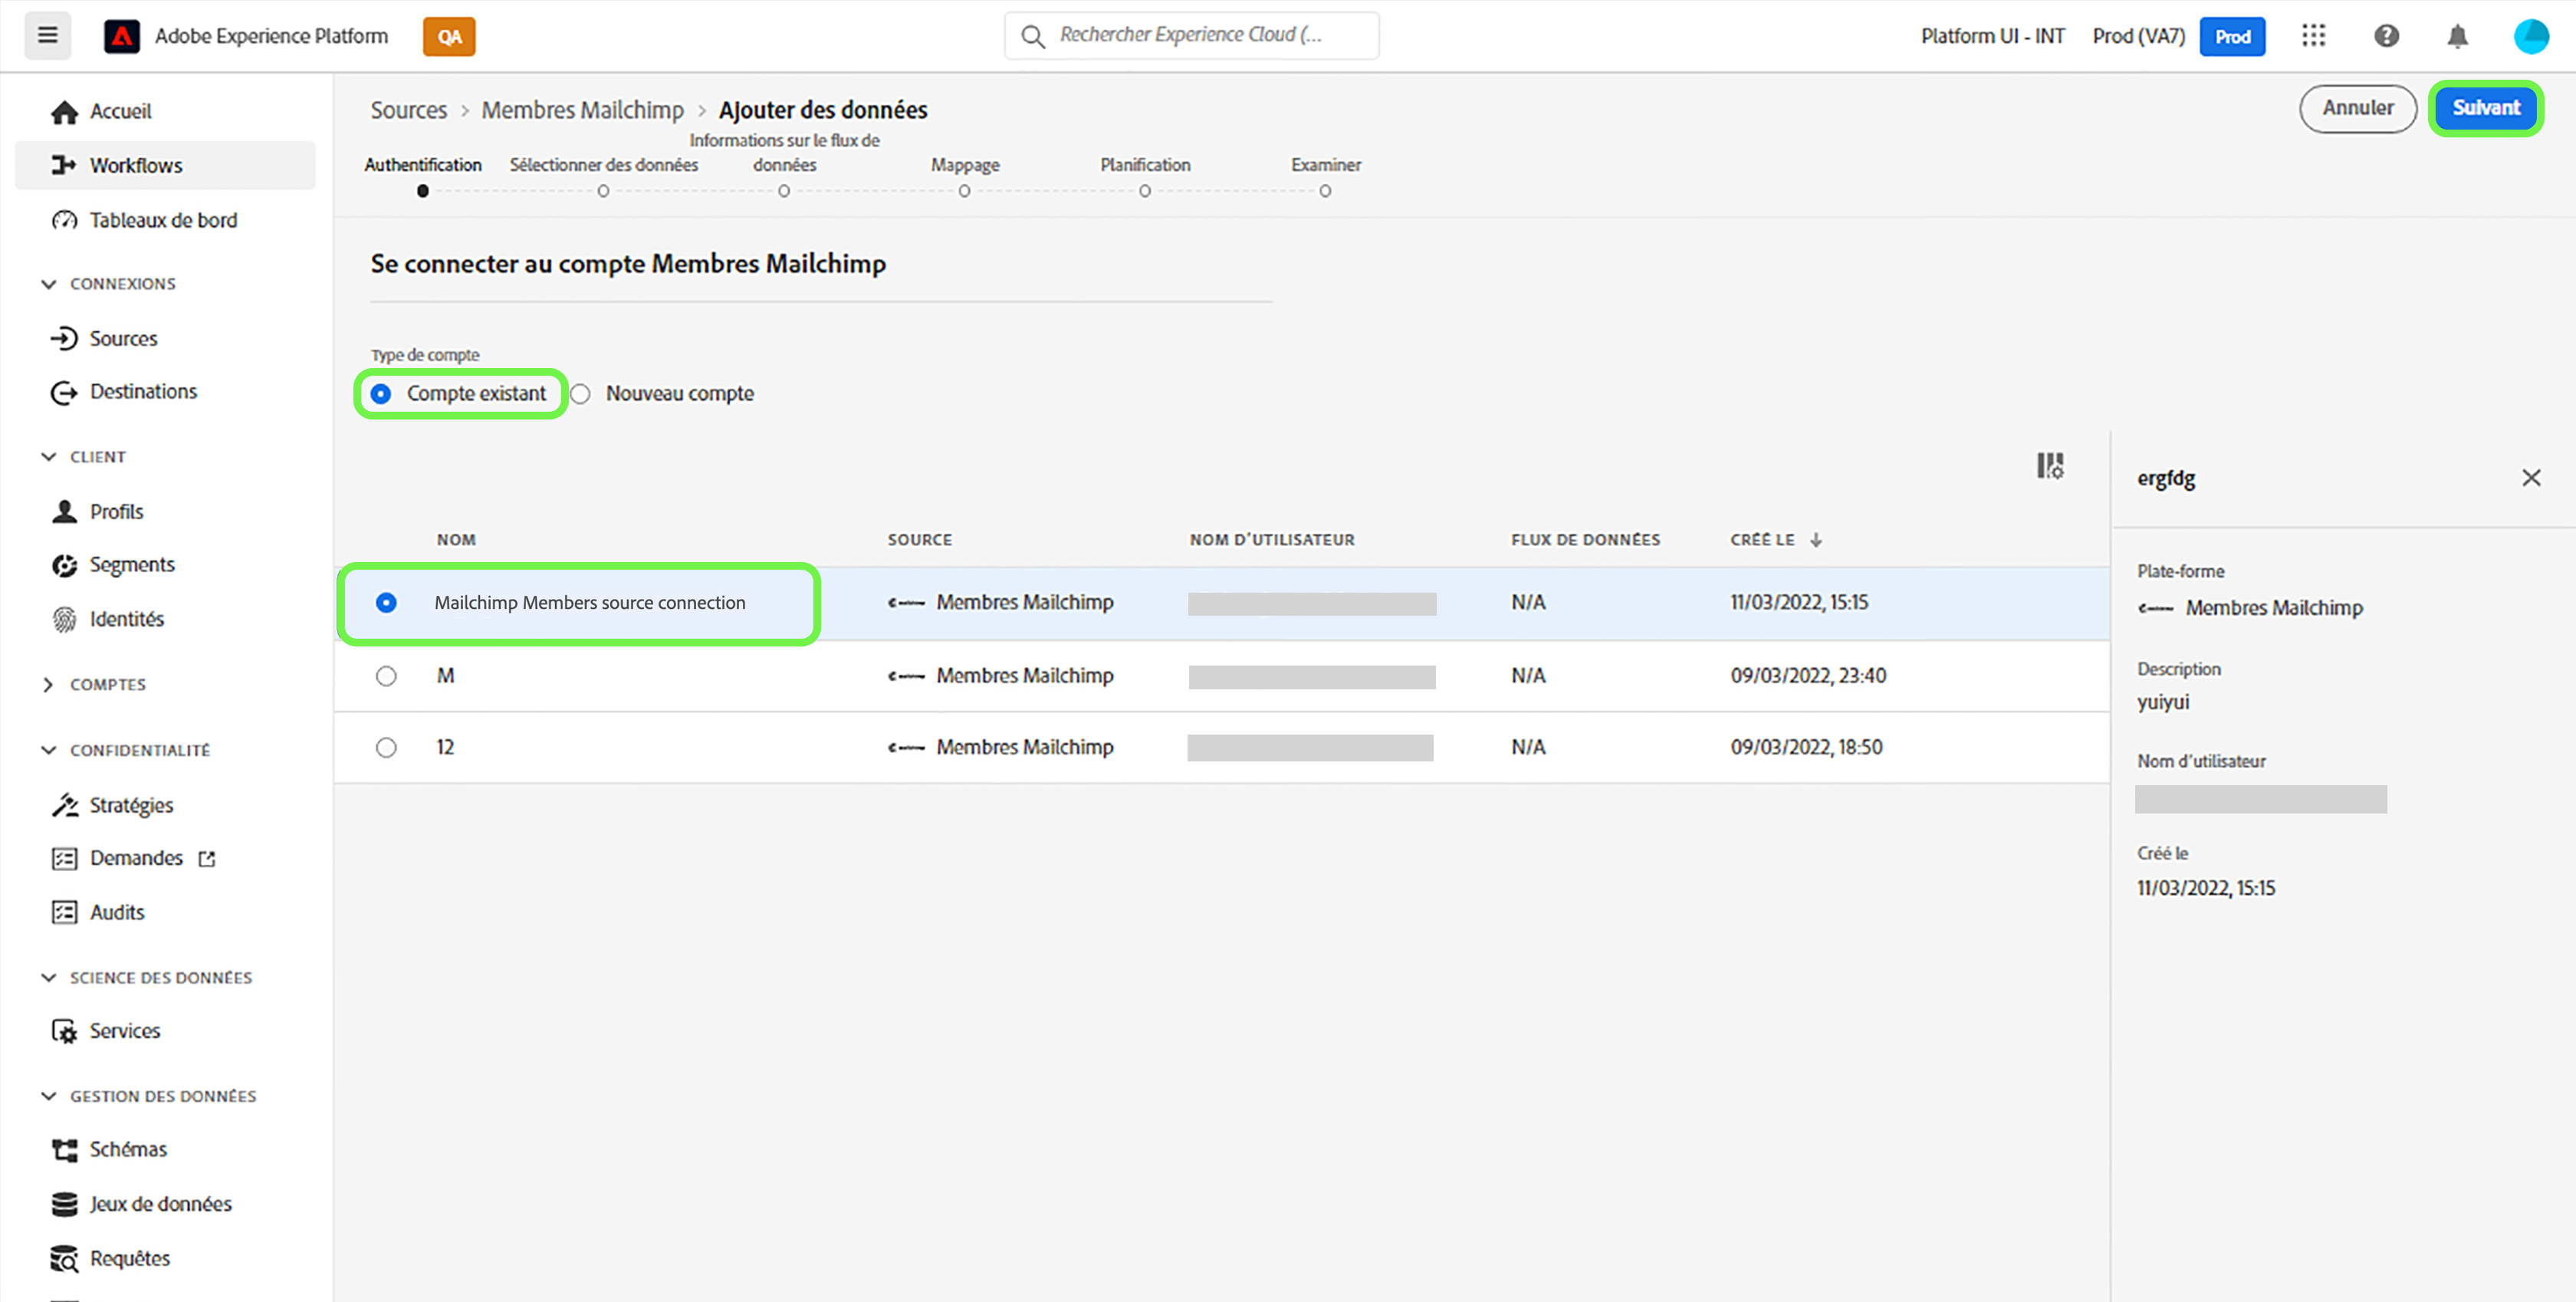 Adobe Experience Platform
QA
Rechercher Experience Cloud (...
Platform UI - INT
Prod (VA7)
Prod
Accueil
Workflows
Tableaux de bord
CONNEXIONS
Sources
Destinations
CLIENT
Profils
Segments
Identités
COMPTES
CONFIDENTIALITÉ
Stratégies
Demandes
Audits
SCIENCE DES DONNÉES
Services
GESTION DES DONNÉES
Schémas
Jeux de données
Requêtes
Sources > Membres Mailchimp > Ajouter des données
Annuler
Suivant
Authentification
Sélectionner des données
Informations sur le flux de
données
Mappage
Planification
Examiner
Se connecter au compte Membres Mailchimp
Type de compte
Compte existant
Nouveau compte
NOM SOURCE NOM D'UTILISATEUR FLUX DE DONNÉES CRÉÉ LE
Mailchimp Members source connection Membres Mailchimp N/A 11/03/2022, 15:15
M Membres Mailchimp N/A 09/03/2022, 23:40
12 Membres Mailchimp N/A 09/03/2022, 18:50
ergfdg
Plate-forme
Membres Mailchimp
Description
yuiyui
Nom d'utilisateur
Créé le
11/03/2022, 15:15